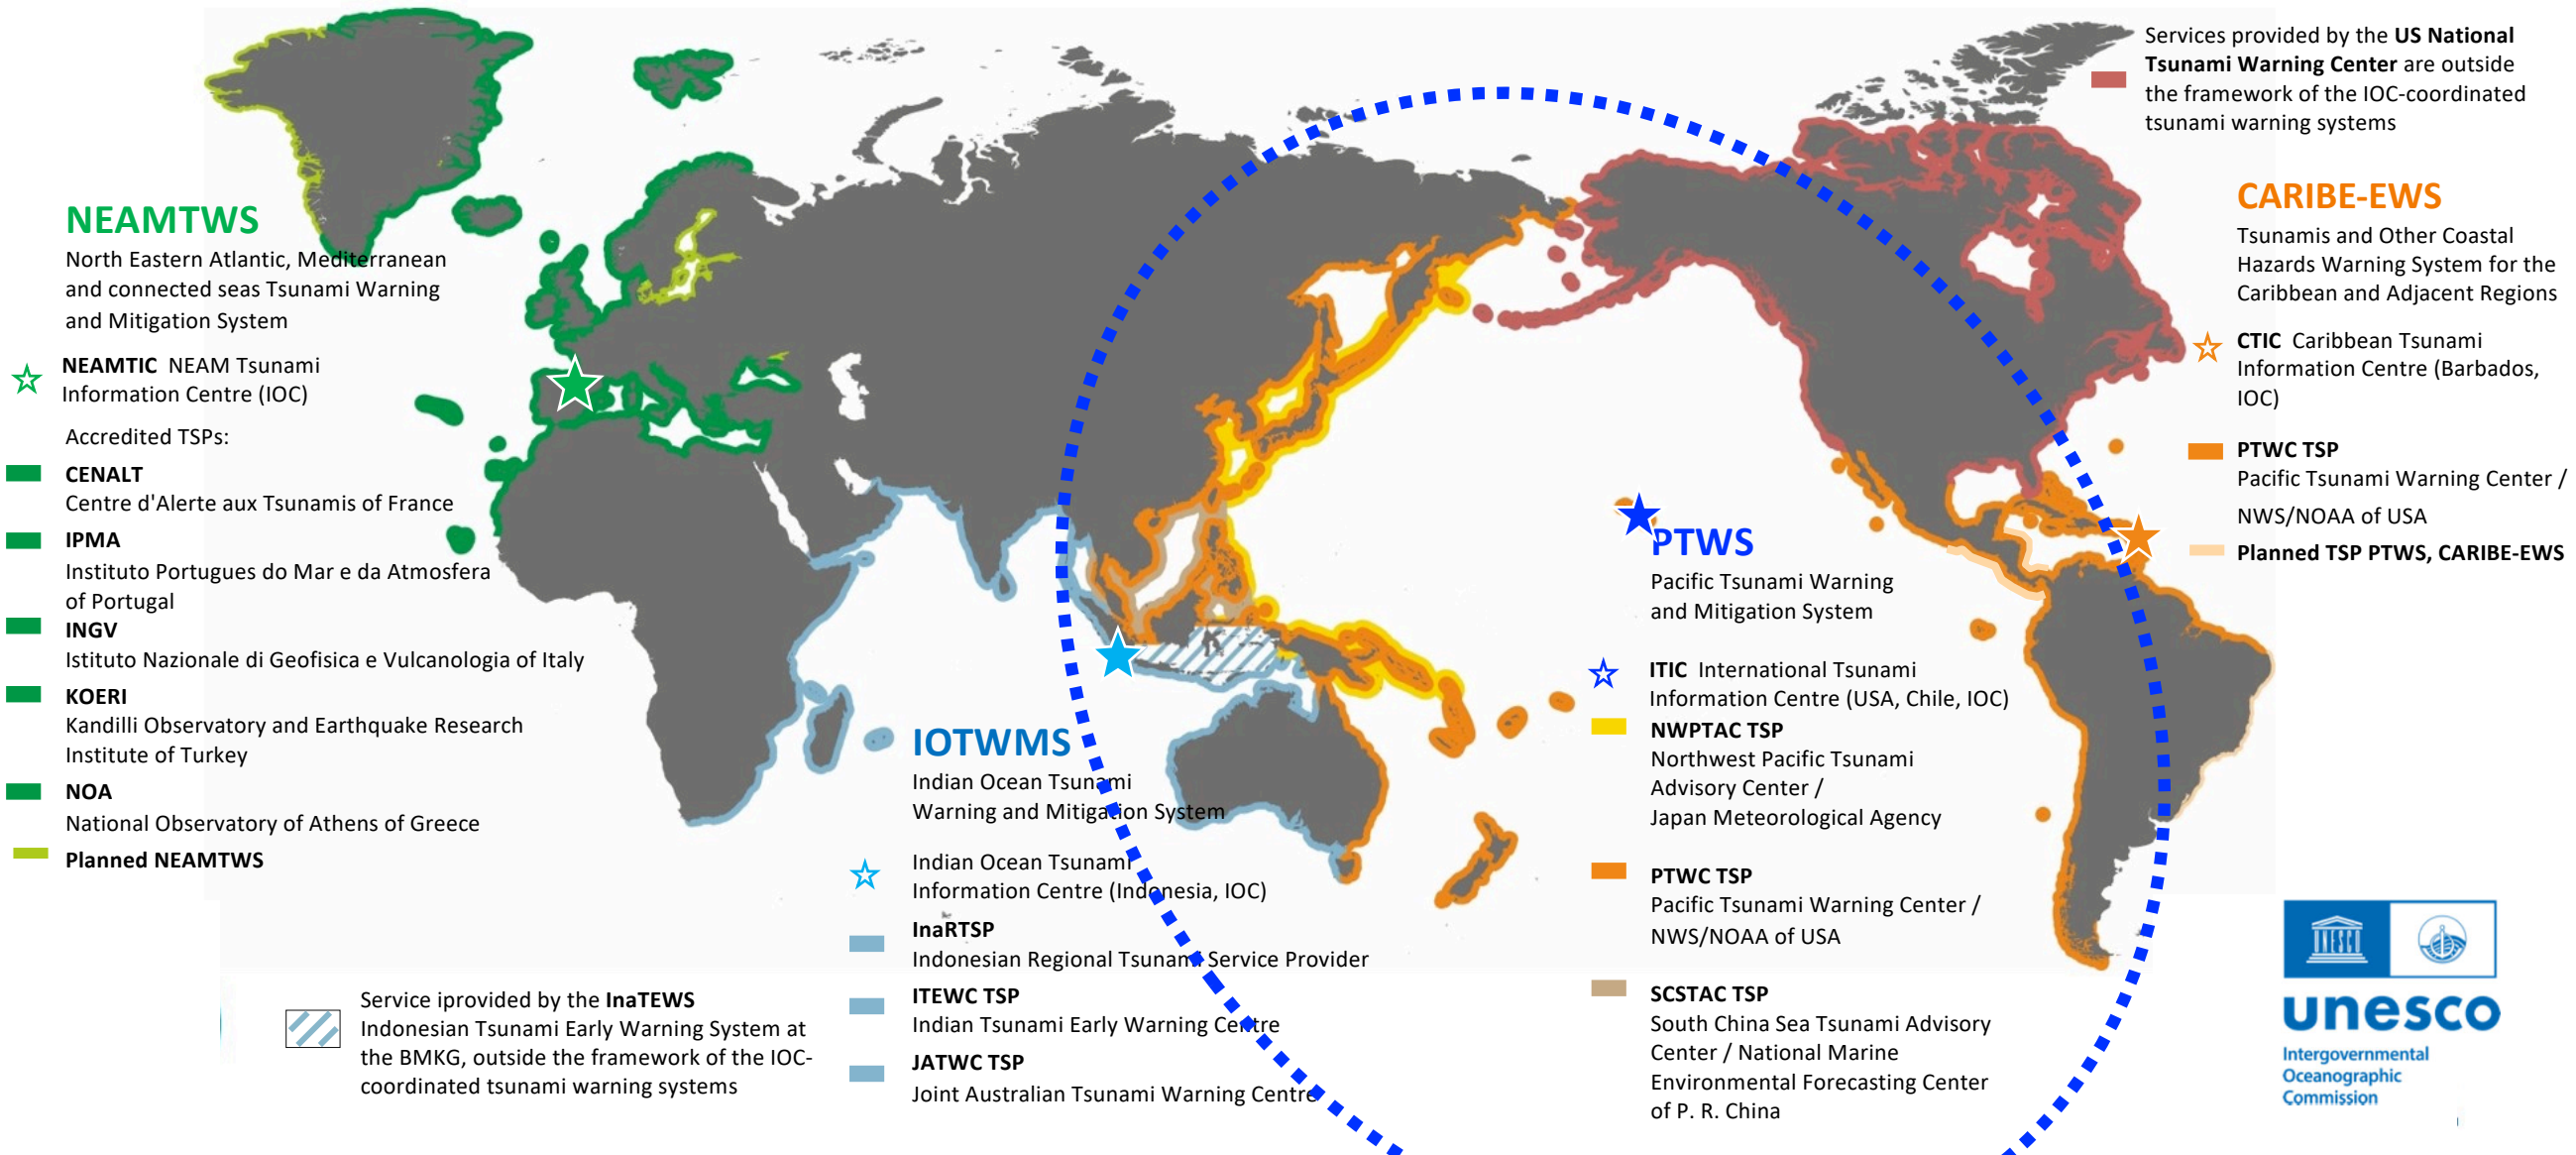 NEAMTWS
North Eastern Atlantic, Mediterranean
and connected seas Tsunami Warning
and Mitigation System
NEAMTIC NEAM Tsunami
Information Centre (IOC)
Accredited TSPs:
CENALT
Centre d'Alerte aux Tsunamis of France
IPMA
Instituto Portugues do Mar e da Atmosfera
of Portugal
INGV
Istituto Nazionale di Geofisica e Vulcanologia of Italy
KOERI
Kandilli Observatory and Earthquake Research
Institute of Turkey
NOA
National Observatory of Athens of Greece
Planned NEAMTWS
Service iprovided by the InaTEWS
Indonesian Tsunami Early Warning System at
the BMKG, outside the framework of the IOC-
coordinated tsunami warning systems
IOTWMS
Indian Ocean Tsunami
Warning and Mitigation System
Indian Ocean Tsunami
Information Centre (Indonesia, IOC)
InaRTSP
Indonesian Regional Tsunami Service Provider
ITEWC TSP
Indian Tsunami Early Warning Centre
JATWC TSP
Joint Australian Tsunami Warning Centre
PTWS
Pacific Tsunami Warning
and Mitigation System
ITIC International Tsunami
Information Centre (USA, Chile, IOC)
NWPTAC TSP
Northwest Pacific Tsunami
Advisory Center /
Japan Meteorological Agency
PTWC TSP
Pacific Tsunami Warning Center /
NWS/NOAA of USA
SCSTAC TSP
South China Sea Tsunami Advisory
Center / National Marine
Environmental Forecasting Center
of P. R. China
Services provided by the US National
Tsunami Warning Center are outside
the framework of the IOC-coordinated
tsunami warning systems
CARIBE-EWS
Tsunamis and Other Coastal
Hazards Warning System for the
Caribbean and Adjacent Regions
CTIC Caribbean Tsunami
Information Centre (Barbados,
IOC)
PTWC TSP
Pacific Tsunami Warning Center /
NWS/NOAA of USA
Planned TSP PTWS, CARIBE-EWS
UNESCO
unesco
Intergovernmental
Oceanographic
Commission